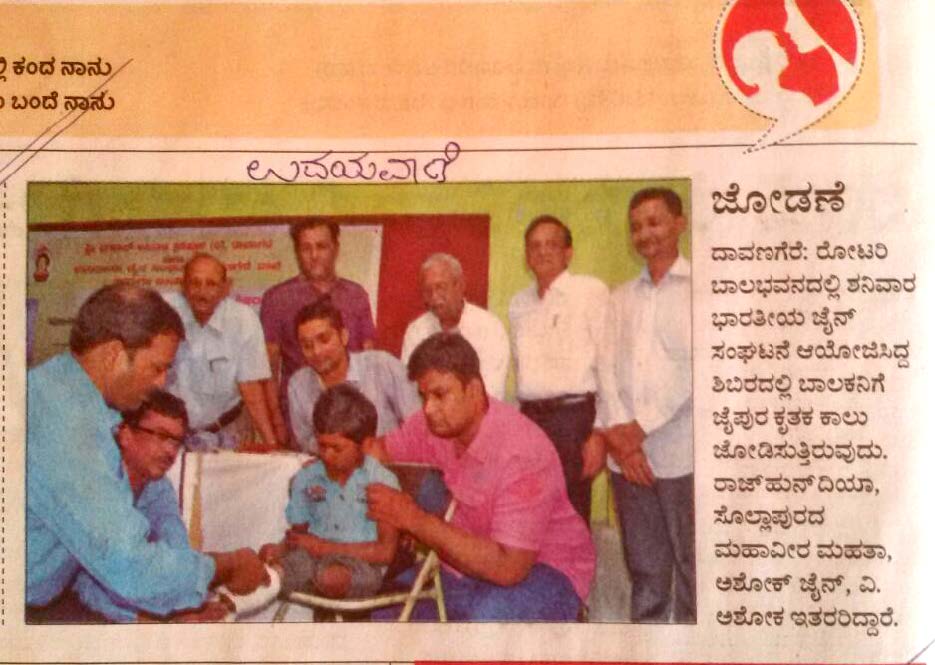 ಲ್ಲಿ ಕಂದ ನಾನು
ಬಂದೆ ನಾನು
ಉದಯವಾಣಿ
ಜೋಡಣೆ
ದಾವಣಗೆರೆ: ರೋಟರಿ
ಬಾಲಭವನದಲ್ಲಿ ಶನಿವಾರ
ಭಾರತೀಯ ಜೈನ್
ಸಂಘಟನೆ ಆಯೋಜಿಸಿದ್ದ
ಶಿಬಿರದಲ್ಲಿ ಬಾಲಕನಿಗೆ
ಜೈಪುರ ಕೃತಕ ಕಾಲು
ಜೋಡಿಸುತ್ತಿರುವುದು.
ರಾಜ್‌ಹುನ್‌ದಿಯಾ,
ಸೊಲ್ಲಾಪುರದ
ಮಹಾವೀರ ಮಹತಾ,
ಅಶೋಕ್ ಜೈನ್, ವಿ.
ಅಶೋಕ ಇತರರಿದ್ದಾರೆ.